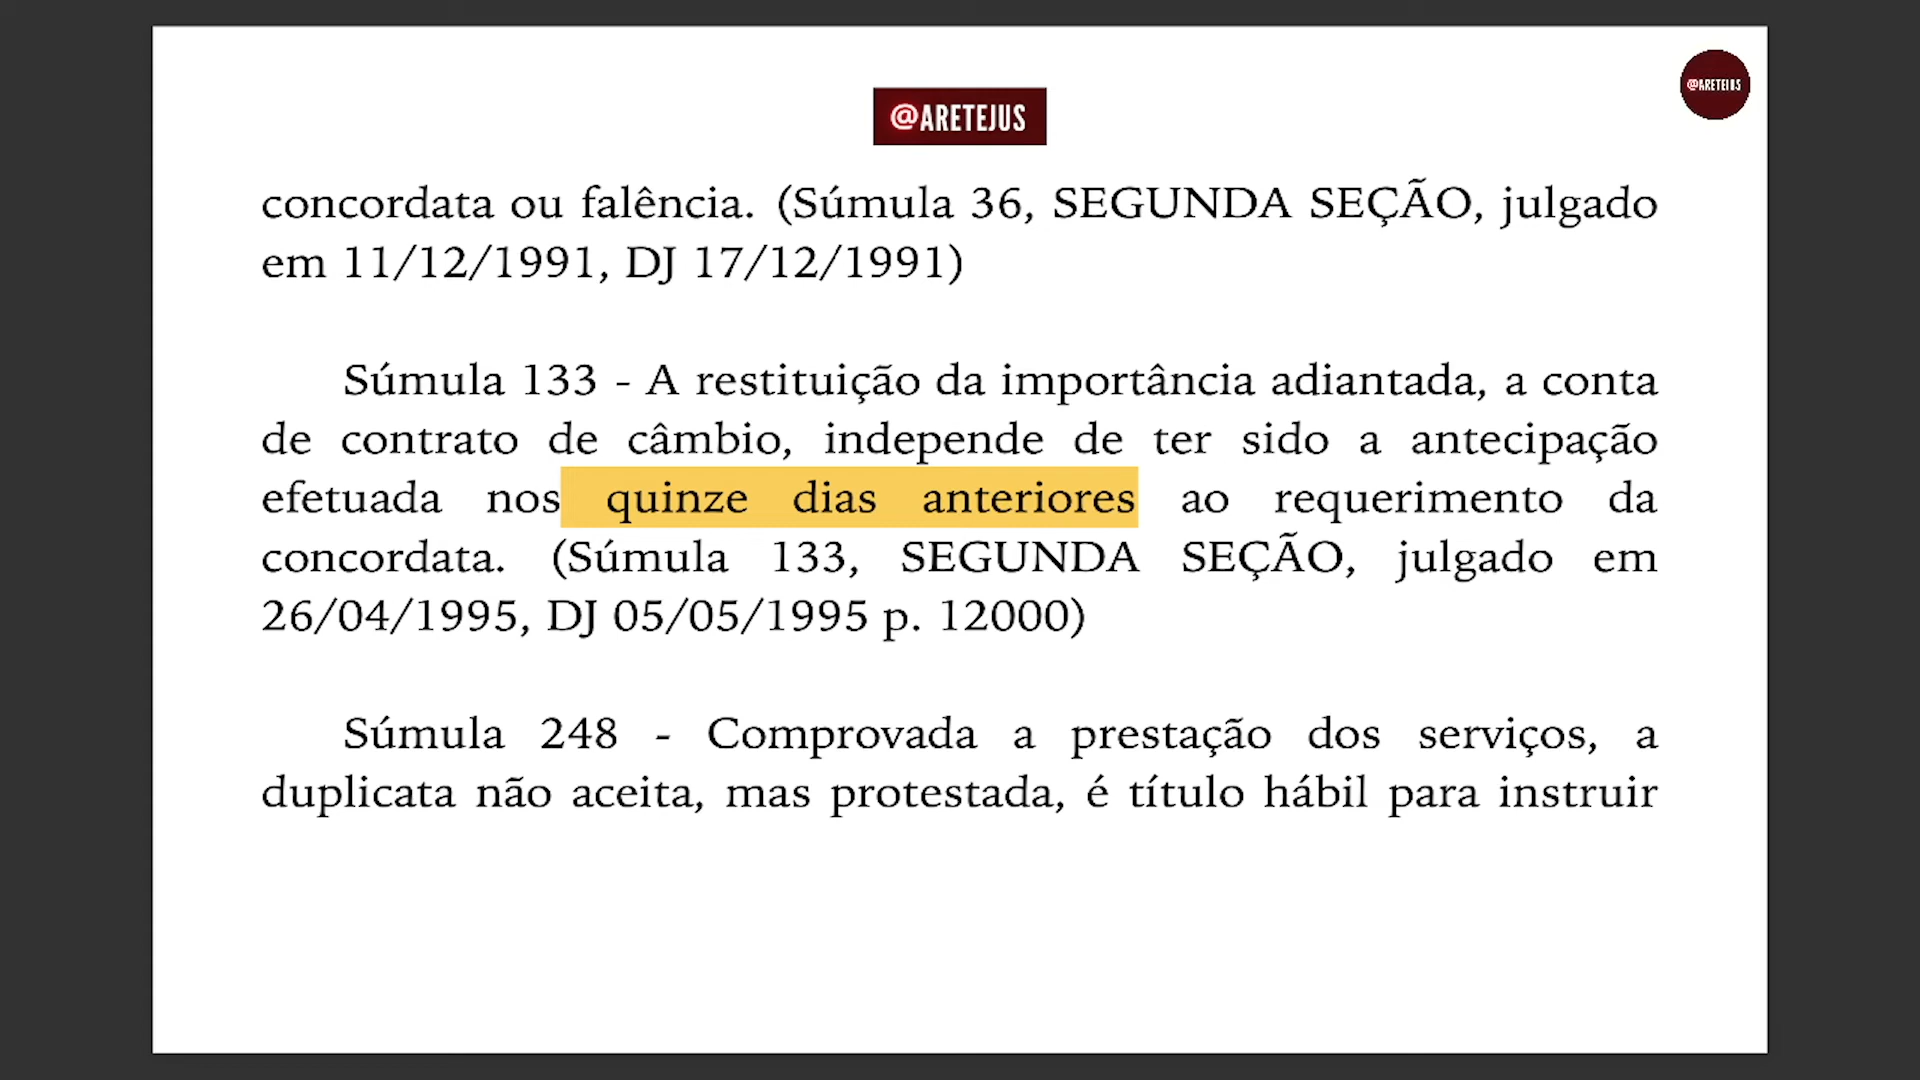 @ARETEJUS
@ARETEJUS
concordata ou falência. (Súmula 36, SEGUNDA SEÇÃO, julgado
em 11/12/1991, DJ 17/12/1991)
Súmula 133 - A restituição da importância adiantada, a conta
de contrato de câmbio, independe de ter sido a antecipação
efetuada nos quinze dias anteriores ao requerimento da
concordata. (Súmula 133, SEGUNDA SEÇÃO, julgado em
26/04/1995, DJ 05/05/1995 p. 12000)
Súmula 248 - Comprovada a prestação dos serviços, a
duplicata não aceita, mas protestada, é título hábil para instruir